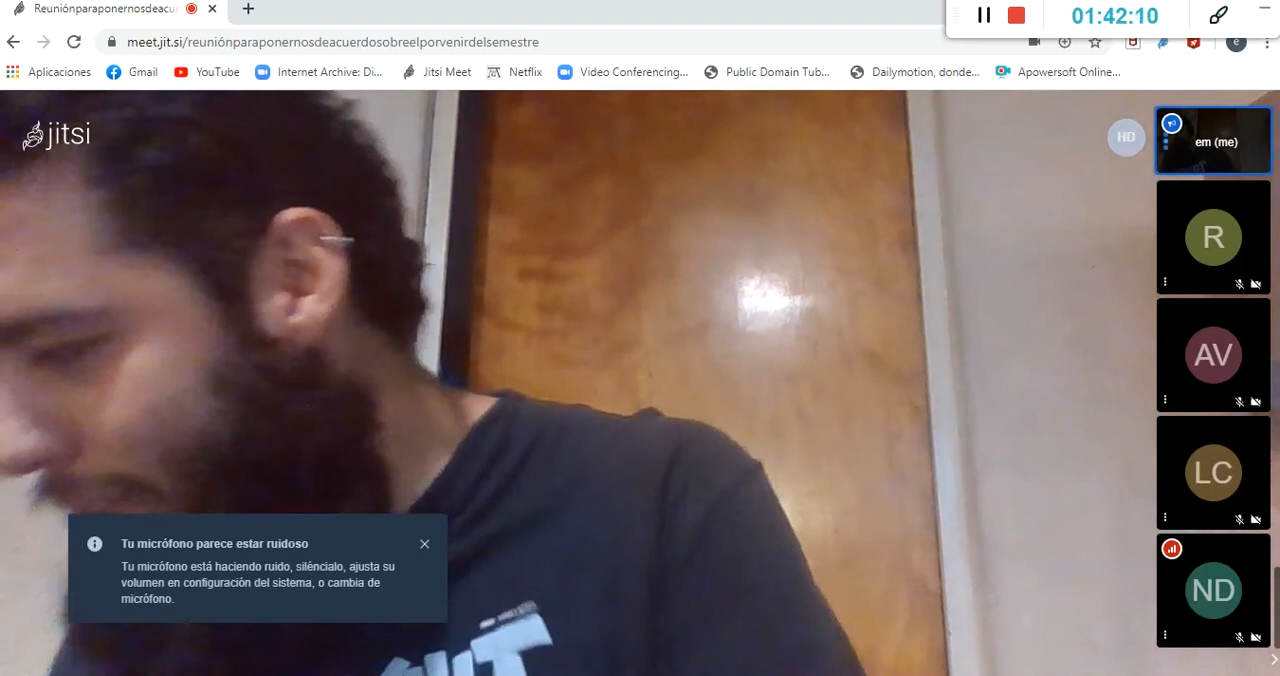 Reuniónparaponernosdeacue
01:42:10
meet.jit.si/reuniónparaponernosdeacuerdosobreelporvenirdelsemestre
e
Aplicaciones
Gmail
YouTube
Internet Archive: Di...
Jitsi Meet
Netflix
Video Conferencing...
Public Domain Tub...
Dailymotion, donde...
Apowersoft Online...
jitsi
HD
em (me)
R
AV
LC
ND
Tu micrófono parece estar ruidoso
Tu micrófono está haciendo ruido, siléncialo, ajusta su
volumen en configuración del sistema, o cambia de
micrófono.